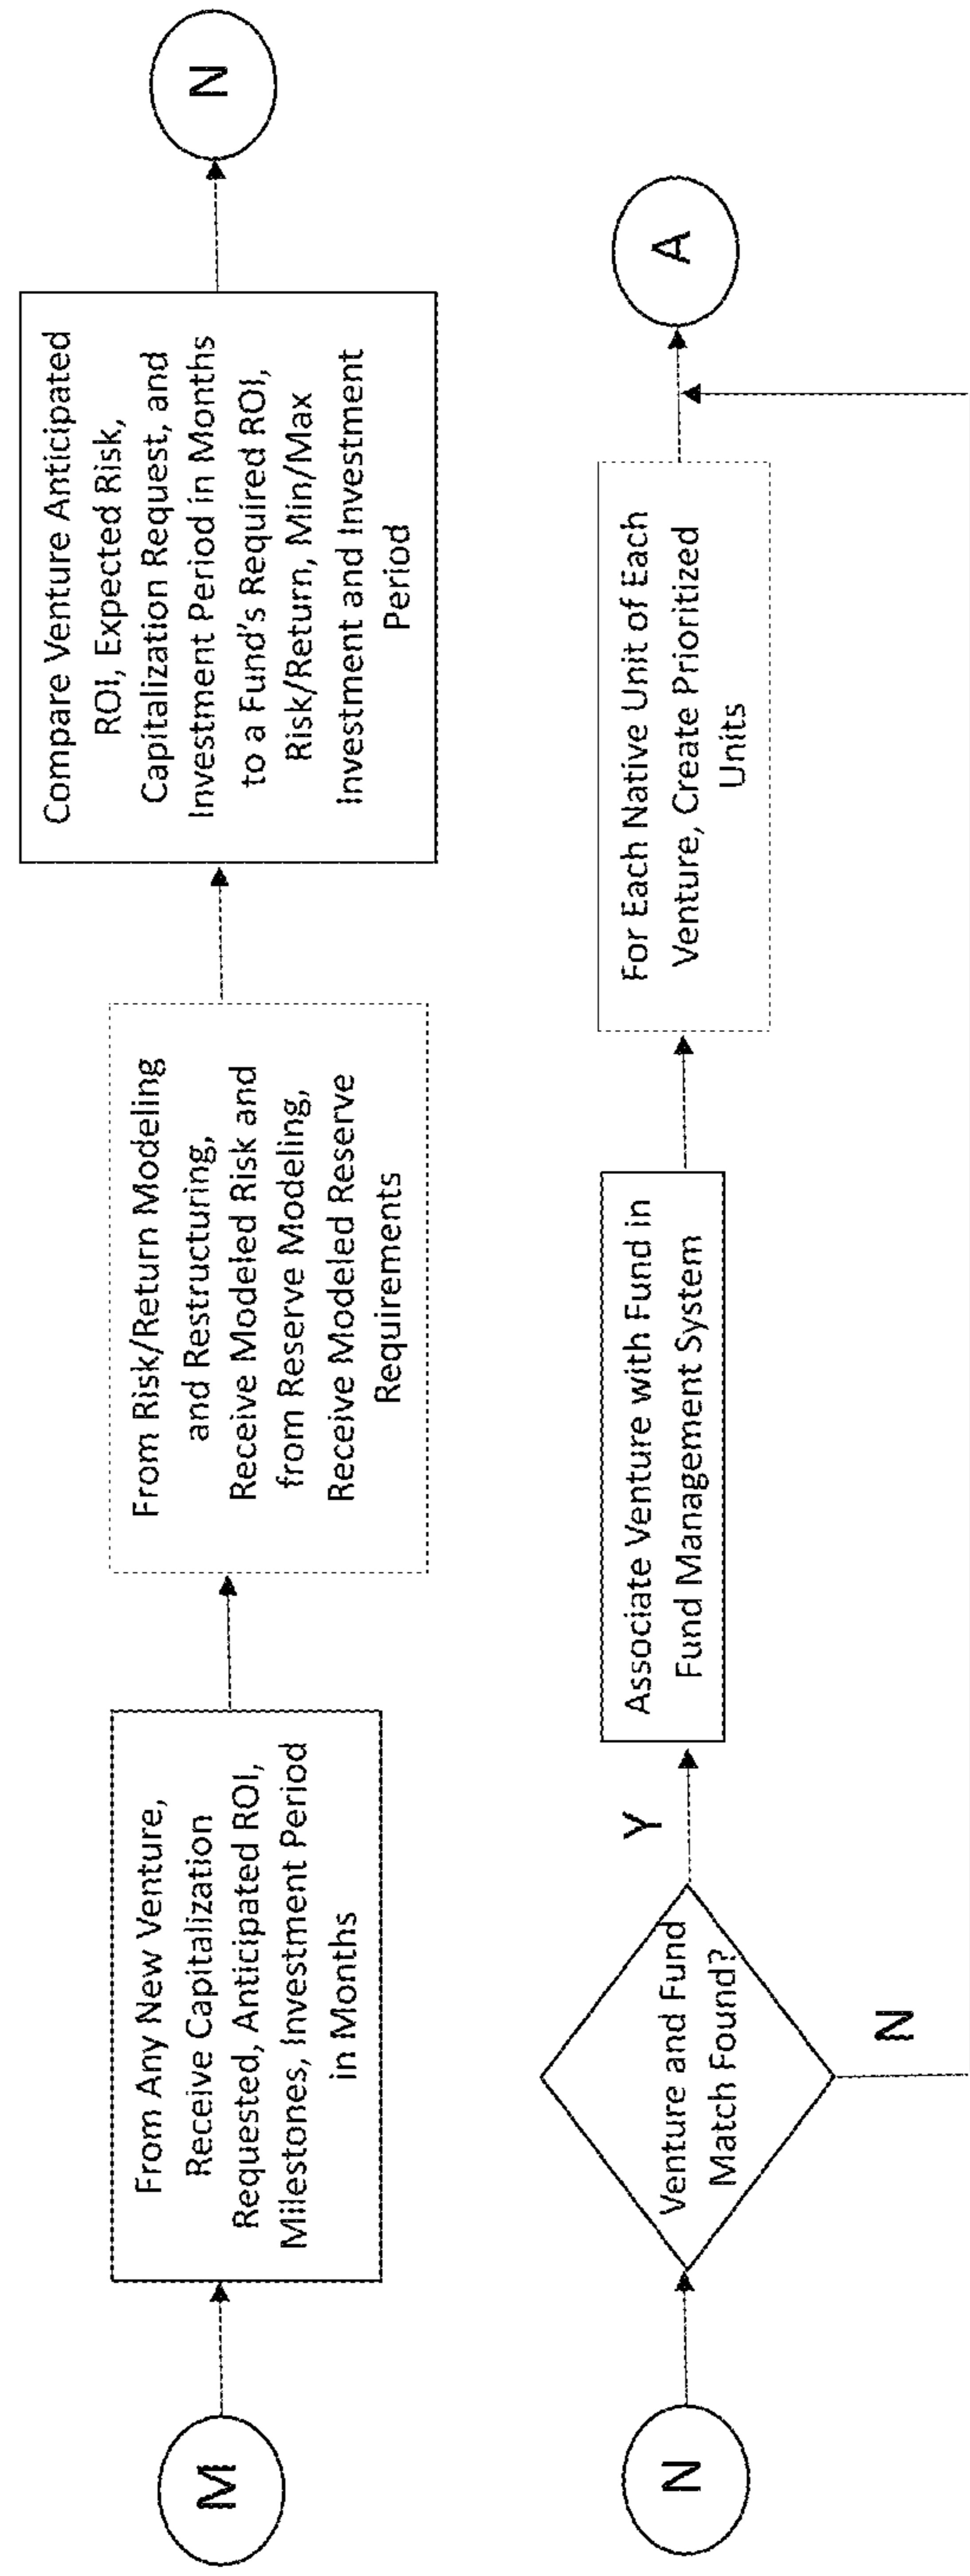 M
From Any New Venture,
Receive Capitalization
Requested, Anticipated ROI,
Milestones, Investment Period
in Months
From Risk/Return Modeling
and Restructuring,
Receive Modeled Risk and
from Reserve Modeling,
Receive Modeled Reserve
Requirements
Compare Venture Anticipated
ROI, Expected Risk,
Capitalization Request, and
Investment Period in Months
to a Fund's Required ROI,
Risk/Return, Min/Max
Investment and Investment
Period
N
N
Venture and Fund
Match Found?
Y
N
Associate Venture with Fund in
Fund Management System
For Each Native Unit of Each
Venture, Create Prioritized
Units
A